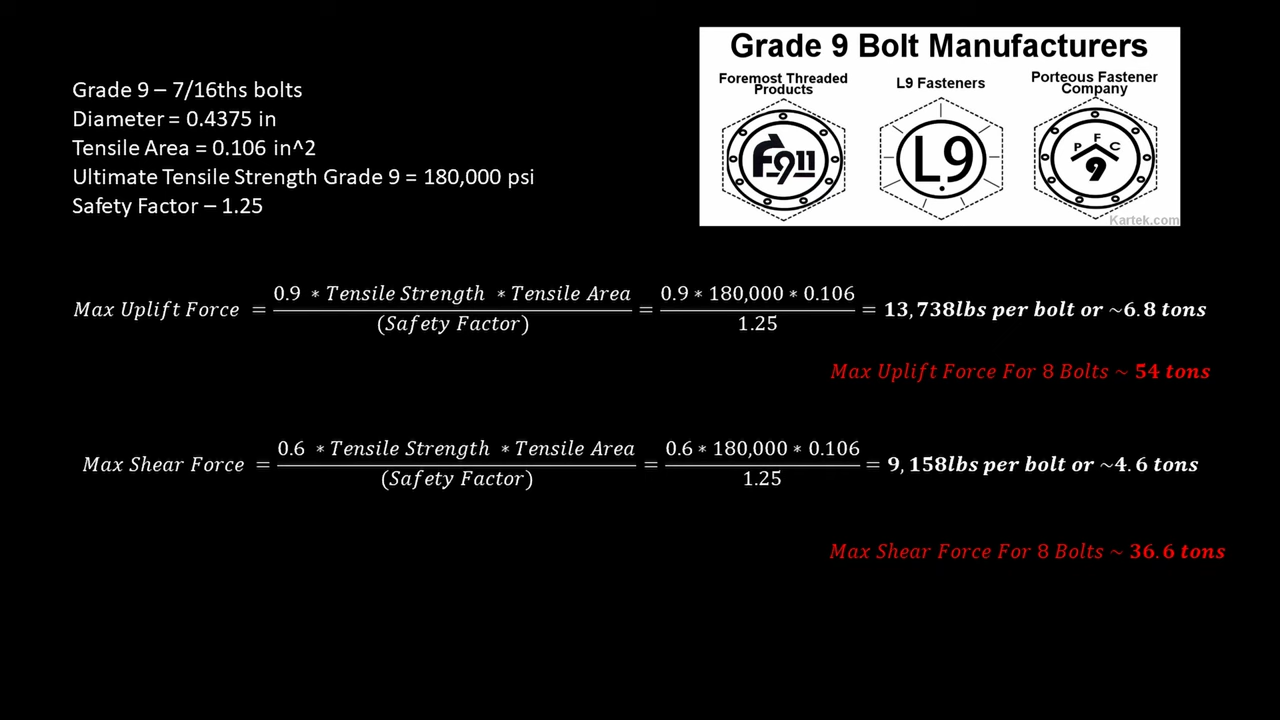 Grade 9 Bolt Manufacturers
Foremost Threaded Products
L9 Fasteners
Porteous Fastener Company
F911
L9
P F C
9
Kartek.com
Grade 9 – 7/16ths bolts
Diameter = 0.4375 in
Tensile Area = 0.106 in^2
Ultimate Tensile Strength Grade 9 = 180,000 psi
Safety Factor – 1.25
Max Uplift Force = 0.9 * Tensile Strength * Tensile Area / (Safety Factor) = 0.9 * 180,000 * 0.106 / 1.25 = 13,738lbs per bolt or ~6.8 tons
Max Uplift Force For 8 Bolts ~ 54 tons
Max Shear Force = 0.6 * Tensile Strength * Tensile Area / (Safety Factor) = 0.6 * 180,000 * 0.106 / 1.25 = 9,158lbs per bolt or ~4.6 tons
Max Shear Force For 8 Bolts ~ 36.6 tons